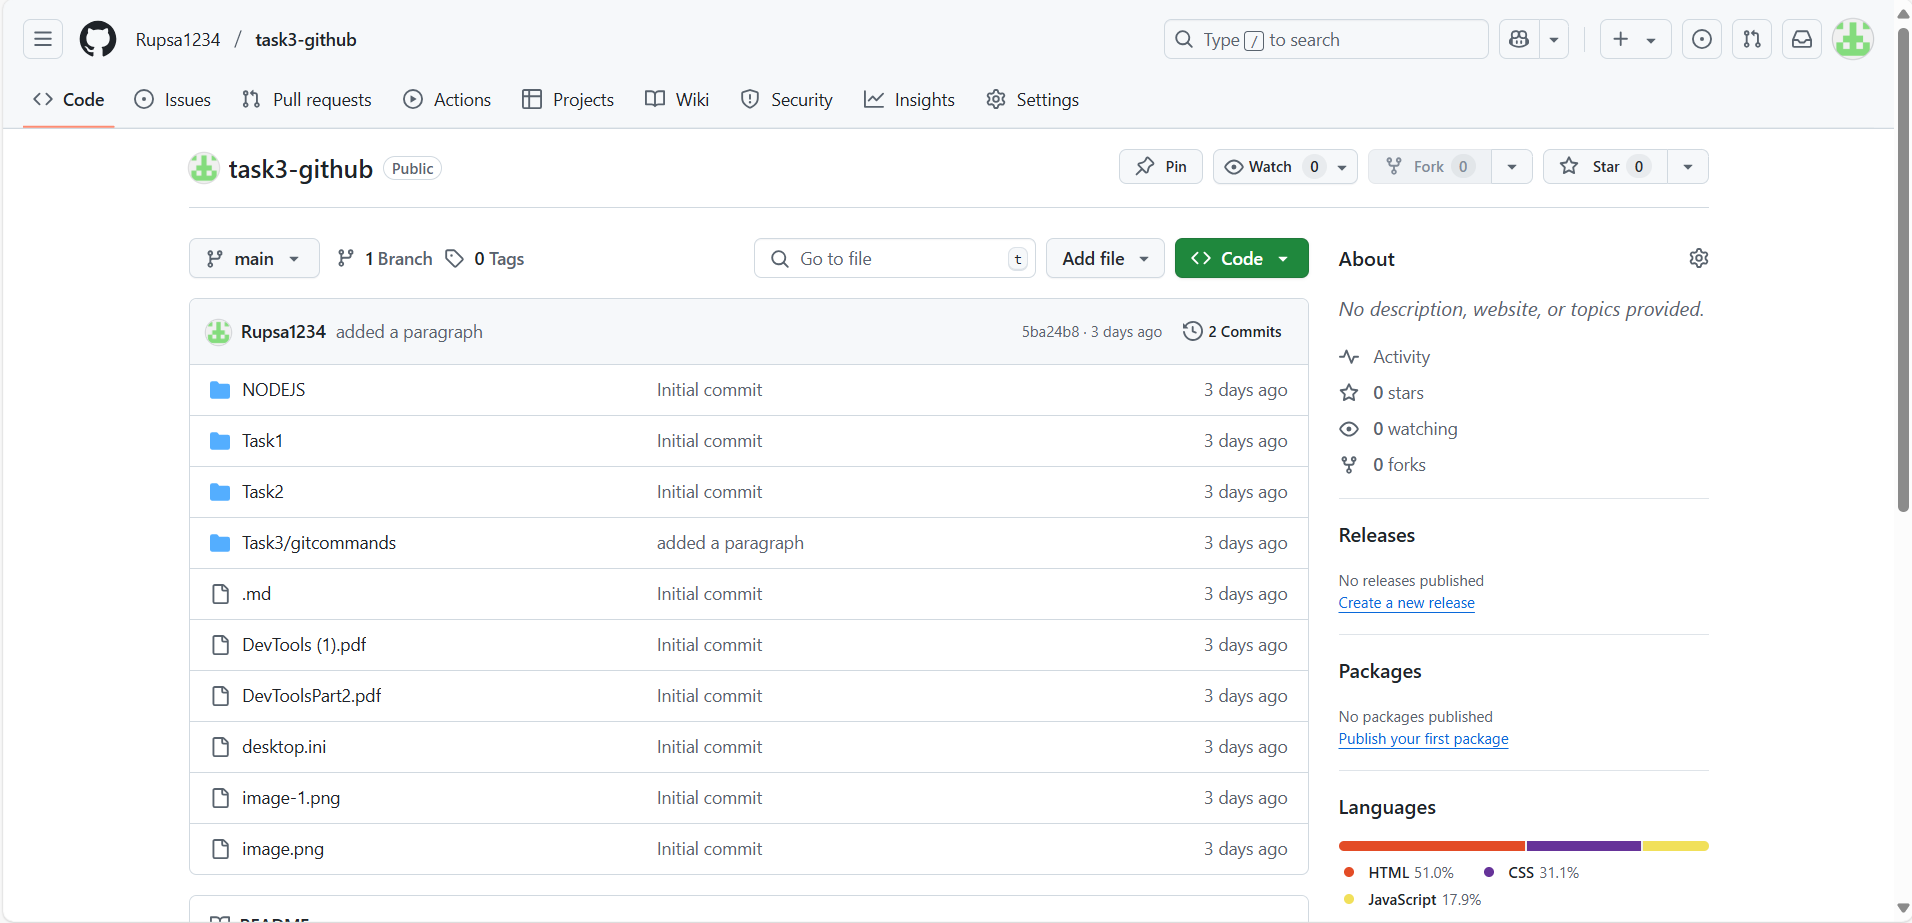 Rupsa1234 / task3-github
Type / to search
Code
Issues
Pull requests
Actions
Projects
Wiki
Security
Insights
Settings
task3-github Public
Pin
Watch 0
Fork 0
Star 0
main
1 Branch
0 Tags
Go to file t
Add file
Code
Rupsa1234 added a paragraph 5ba24b8 · 3 days ago 2 Commits
NODEJS Initial commit 3 days ago
Task1 Initial commit 3 days ago
Task2 Initial commit 3 days ago
Task3/gitcommands added a paragraph 3 days ago
.md Initial commit 3 days ago
DevTools (1).pdf Initial commit 3 days ago
DevToolsPart2.pdf Initial commit 3 days ago
desktop.ini Initial commit 3 days ago
image-1.png Initial commit 3 days ago
image.png Initial commit 3 days ago
README
About
No description, website, or topics provided.
Activity
0 stars
0 watching
0 forks
Releases
No releases published
Create a new release
Packages
No packages published
Publish your first package
Languages
HTML 51.0% CSS 31.1%
JavaScript 17.9%